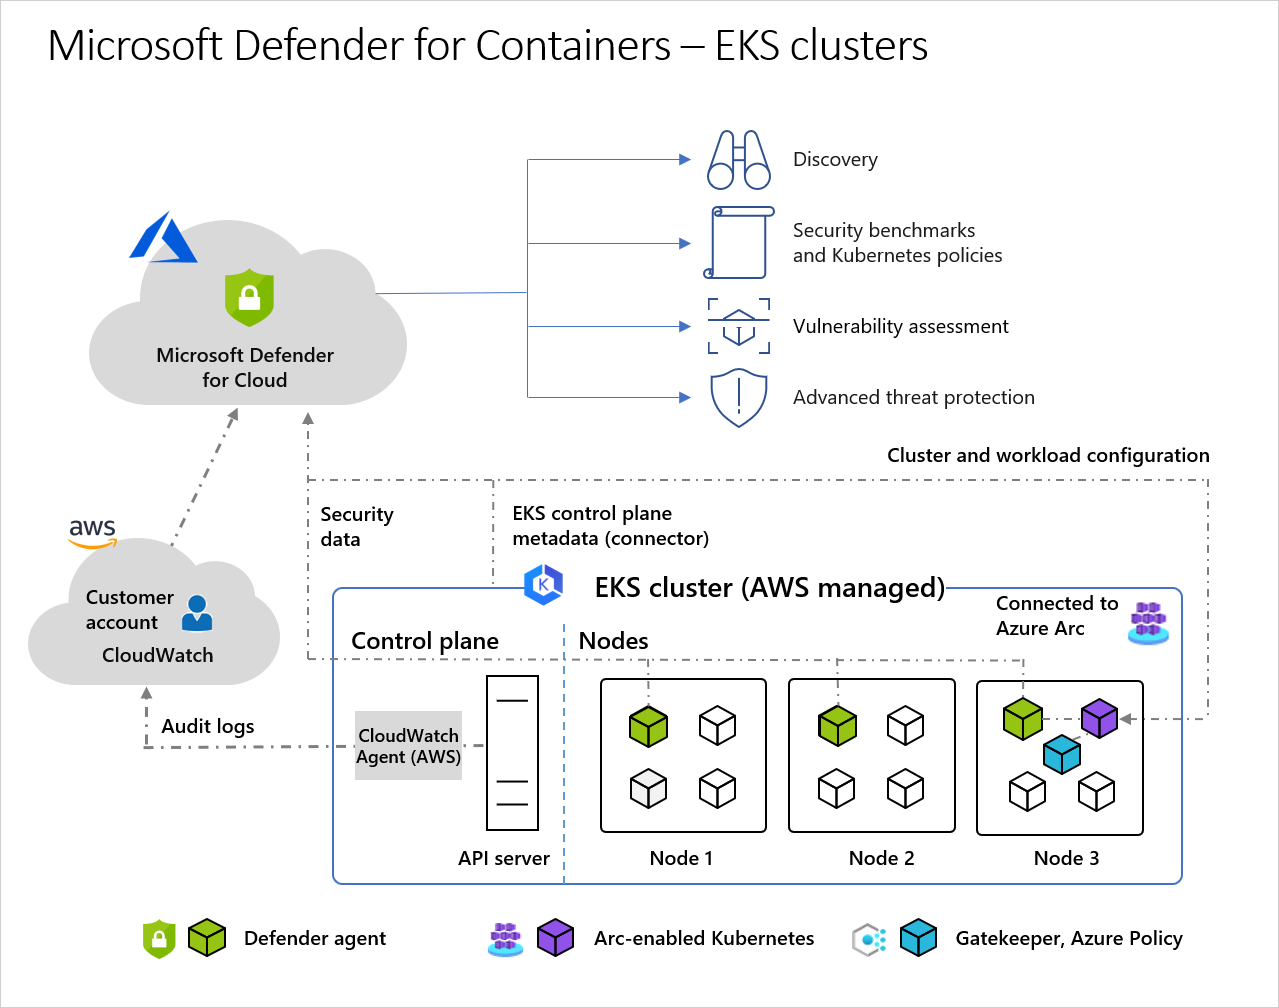 Microsoft Defender for Containers – EKS clusters
Discovery
Security benchmarks
and Kubernetes policies
Vulnerability assessment
Advanced threat protection
Microsoft Defender
for Cloud
Cluster and workload configuration
Security
data
EKS control plane
metadata (connector)
aws
Customer
account
CloudWatch
Audit logs
K
EKS cluster (AWS managed)
Connected to
Azure Arc
Control plane
Nodes
CloudWatch
Agent (AWS)
API server
Node 1
Node 2
Node 3
Defender agent
Arc-enabled Kubernetes
Gatekeeper, Azure Policy